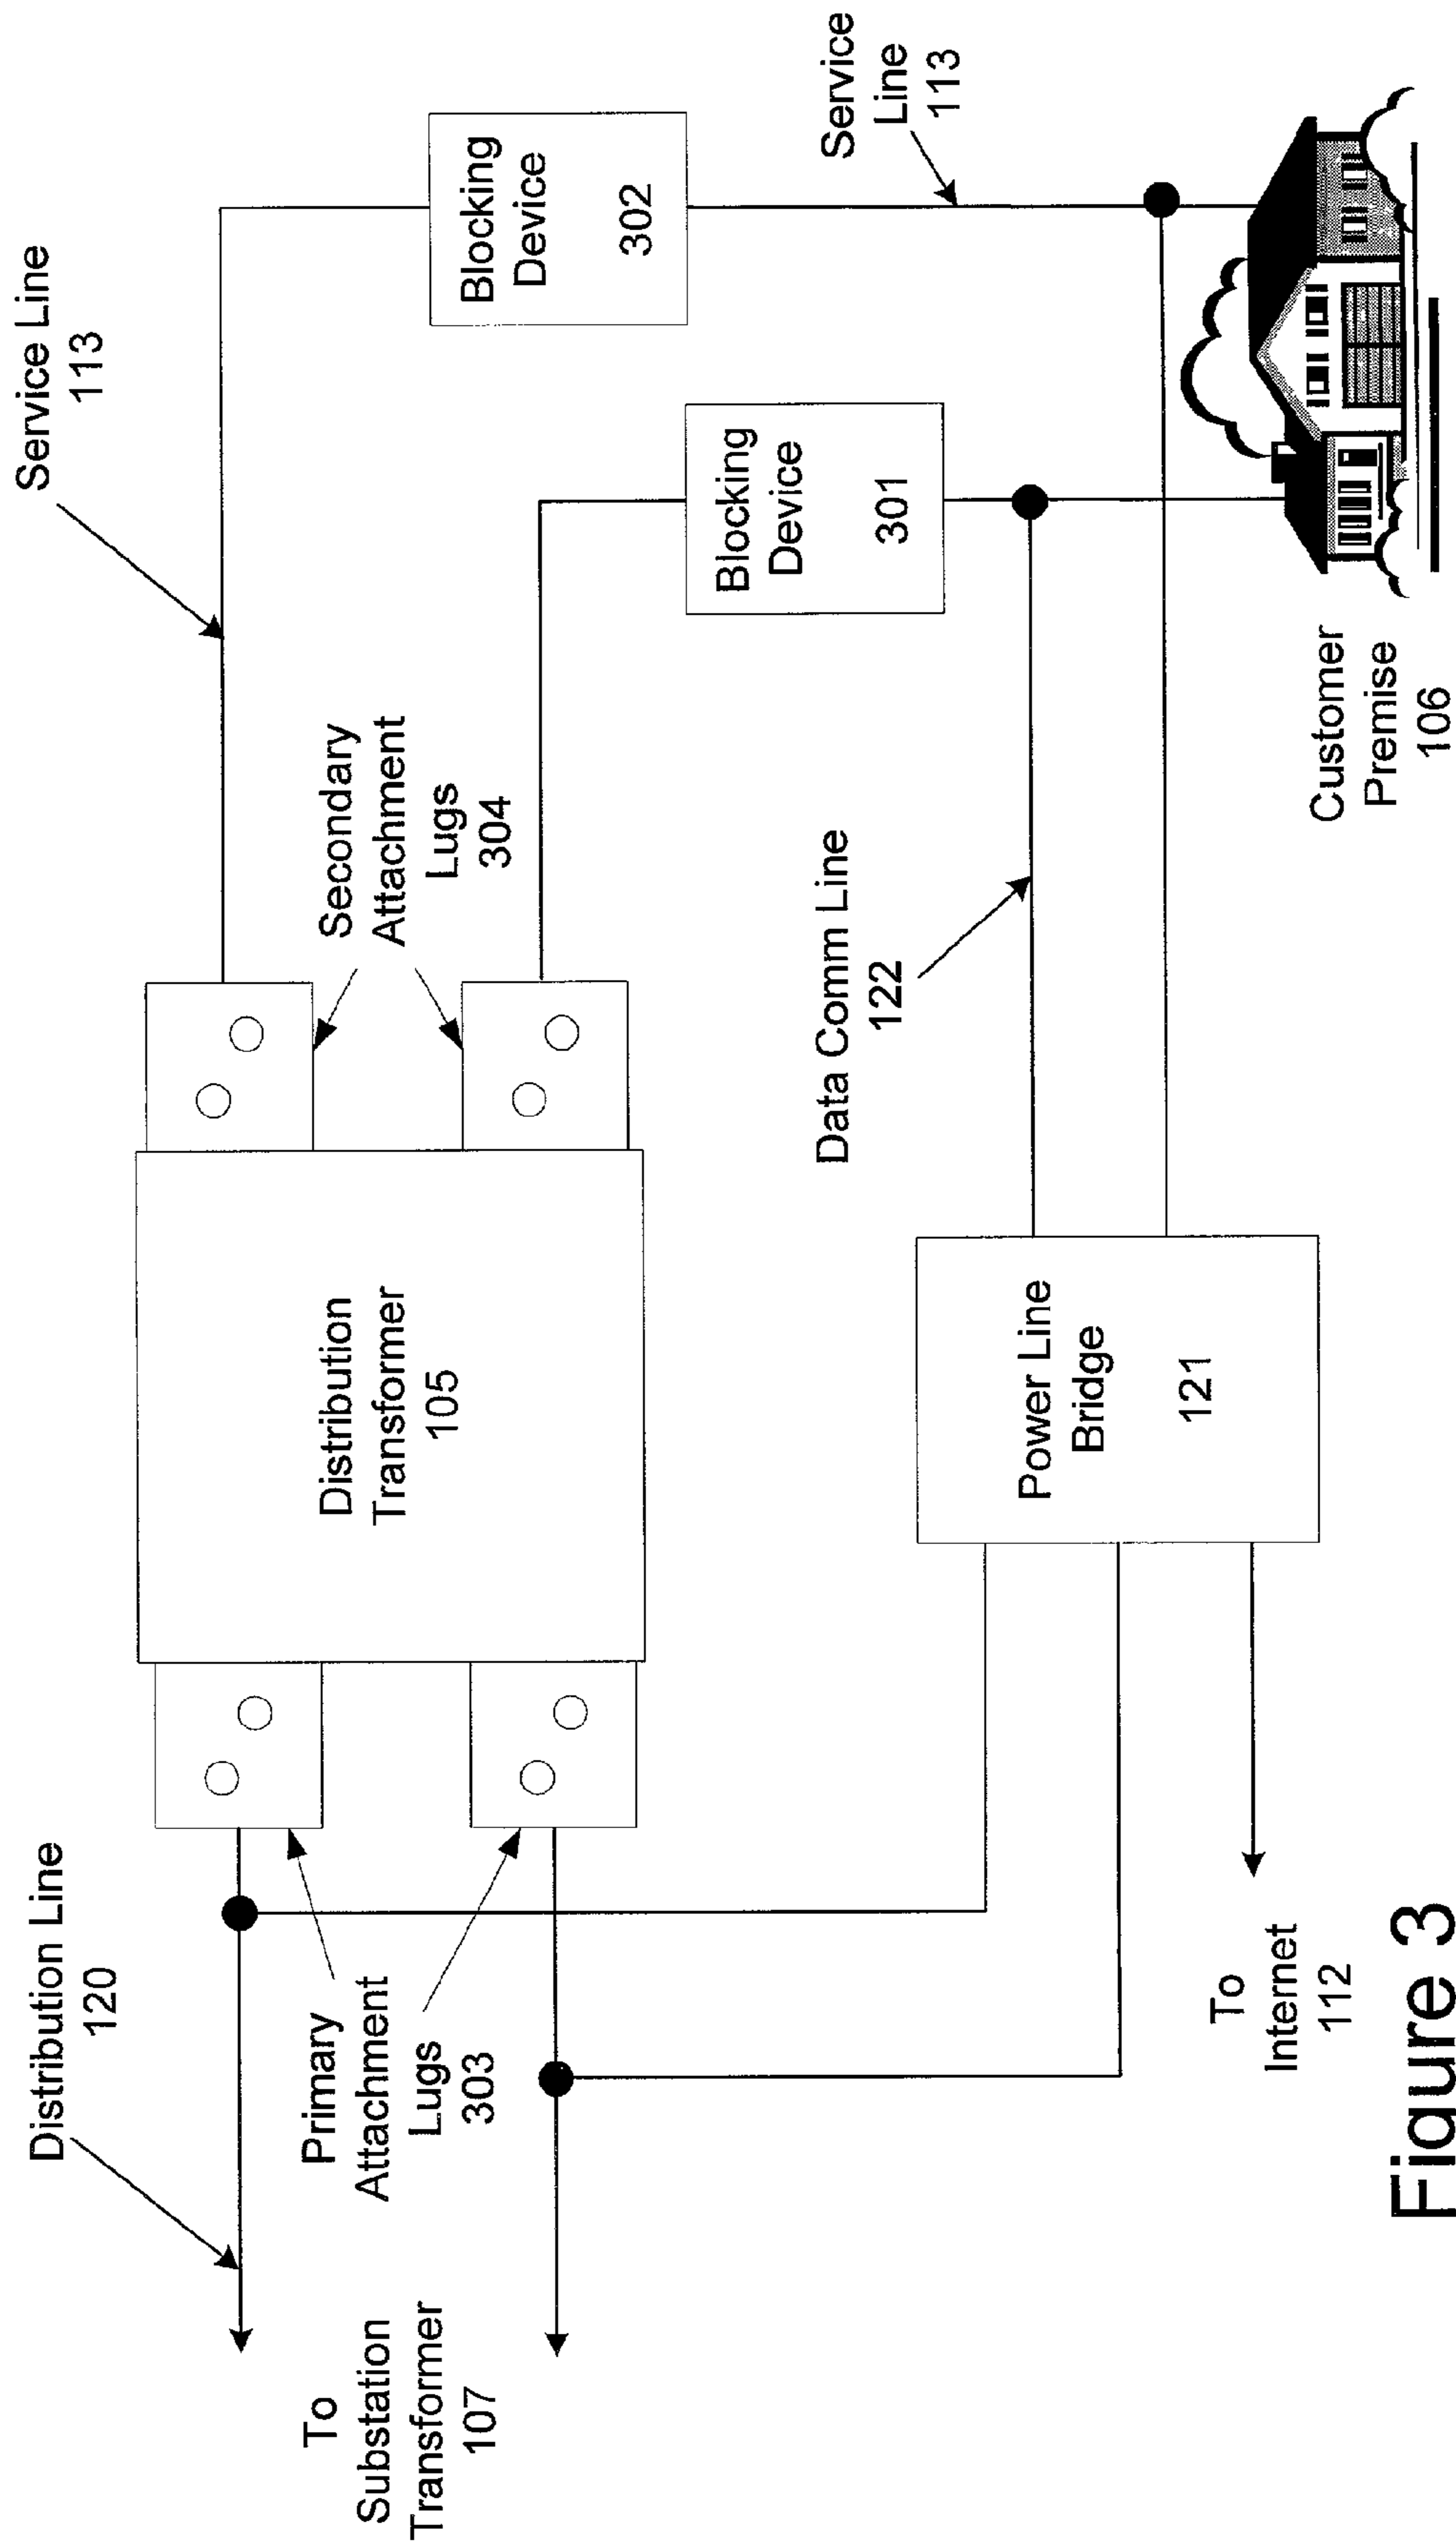 Distribution Line
120
Service Line
113
To
Substation
Transformer
107
Primary
Attachment
Lugs
303
Distribution
Transformer
105
Secondary
Attachment
Lugs
304
Blocking
Device
302
Blocking
Device
301
Service
Line
113
Data Comm Line
122
Power Line
Bridge
121
To
Internet
112
Customer
Premise
106
Figure 3